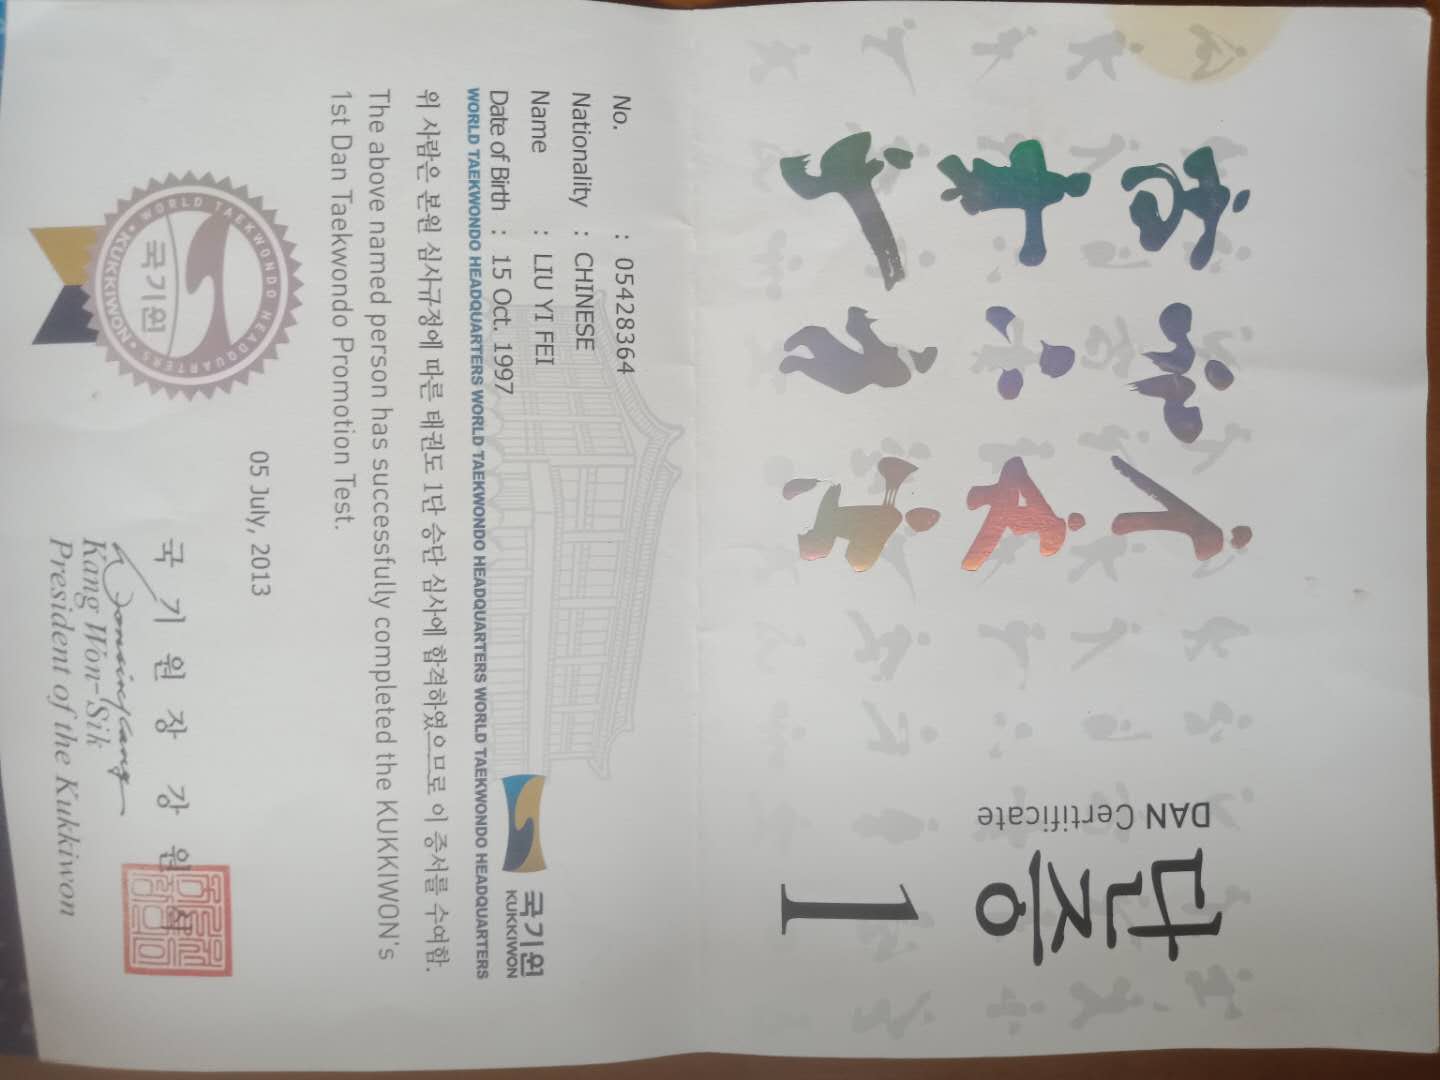 단증 1
DAN Certificate
No. : 05428364
Nationality : CHINESE
Name : LIU YI FEI
Date of Birth : 15 Oct. 1997
국기원
KUKKIWON
WORLD TAEKWONDO HEADQUARTERS WORLD TAEKWONDO HEADQUARTERS WORLD TAEKWONDO HEADQUARTERS
위 사람은 본원 심사규정에 따른 태권도 1단 승단 심사에 합격하였으므로 이 증서를 수여함.
The above named person has successfully completed the KUKKIWON's
1st Dan Taekwondo Promotion Test.
05 July, 2013
WORLD TAEKWONDO HEADQUARTERS
국기원
KUKKIWON
국 기 원 장 강 원 식
Kang Won-Sik
President of the Kukkiwon